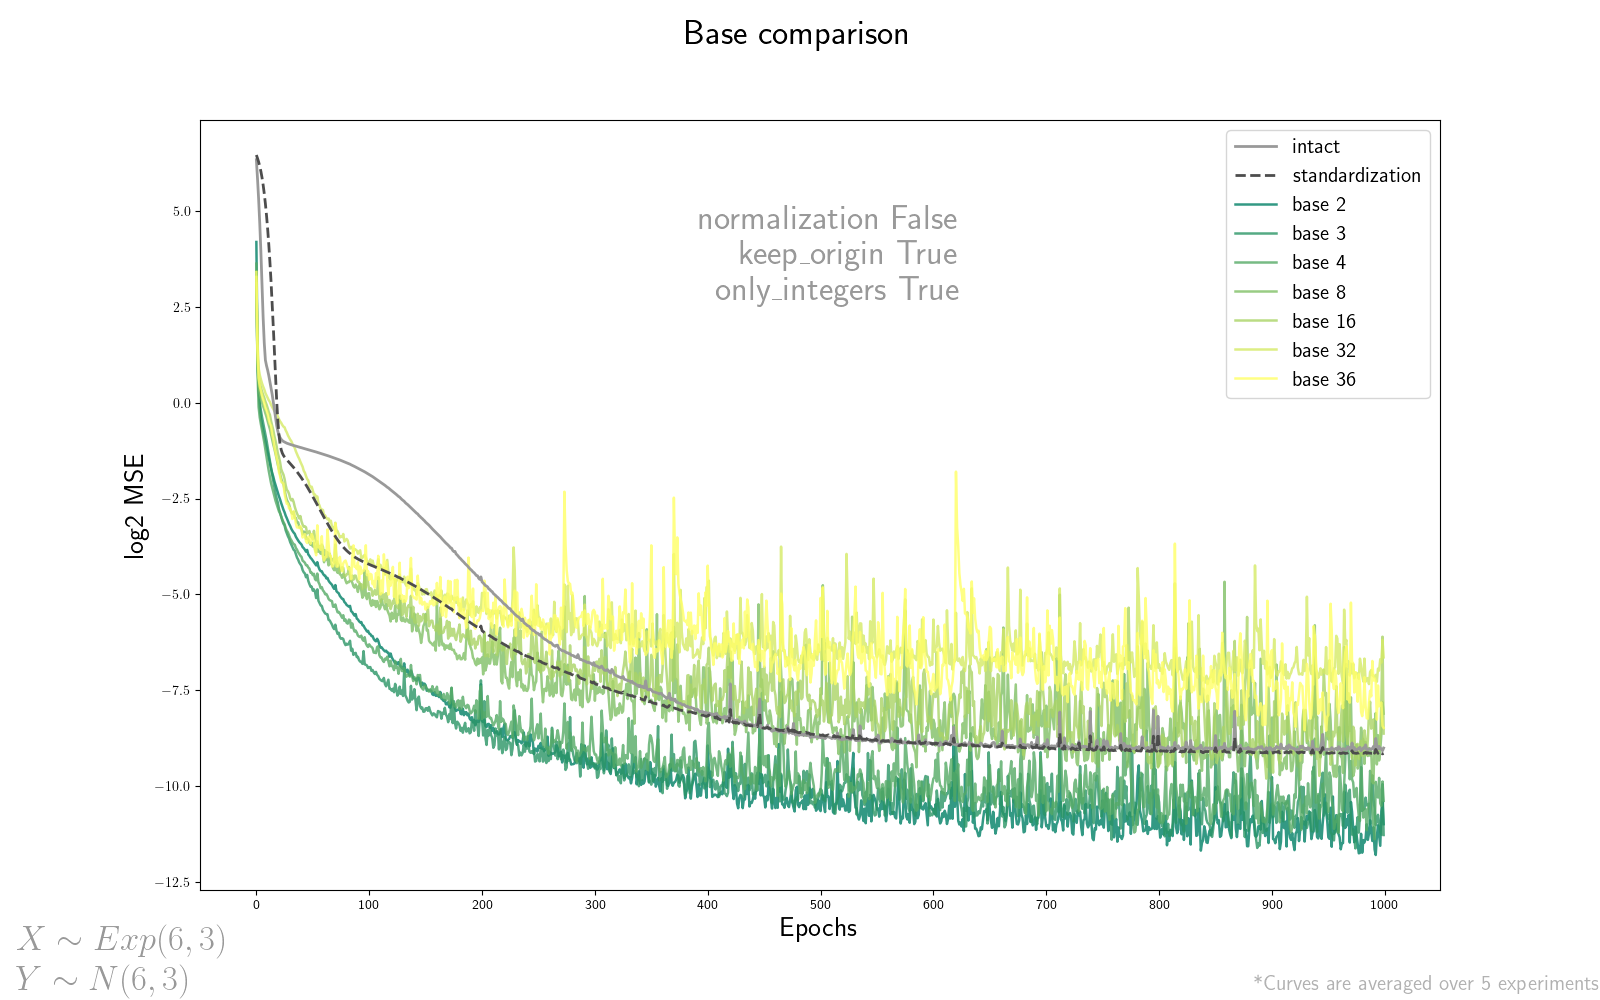 Base comparison
intact
standardization
base 2
base 3
base 4
base 8
base 16
base 32
base 36
normalization False
keep_origin True
only_integers True
log2 MSE
5.0
2.5
0.0
−2.5
−5.0
−7.5
−10.0
−12.5
0 100 200 300 400 500 600 700 800 900 1000
Epochs
X ∼ Exp(6, 3)
Y ∼ N(6, 3)
*Curves are averaged over 5 experiments